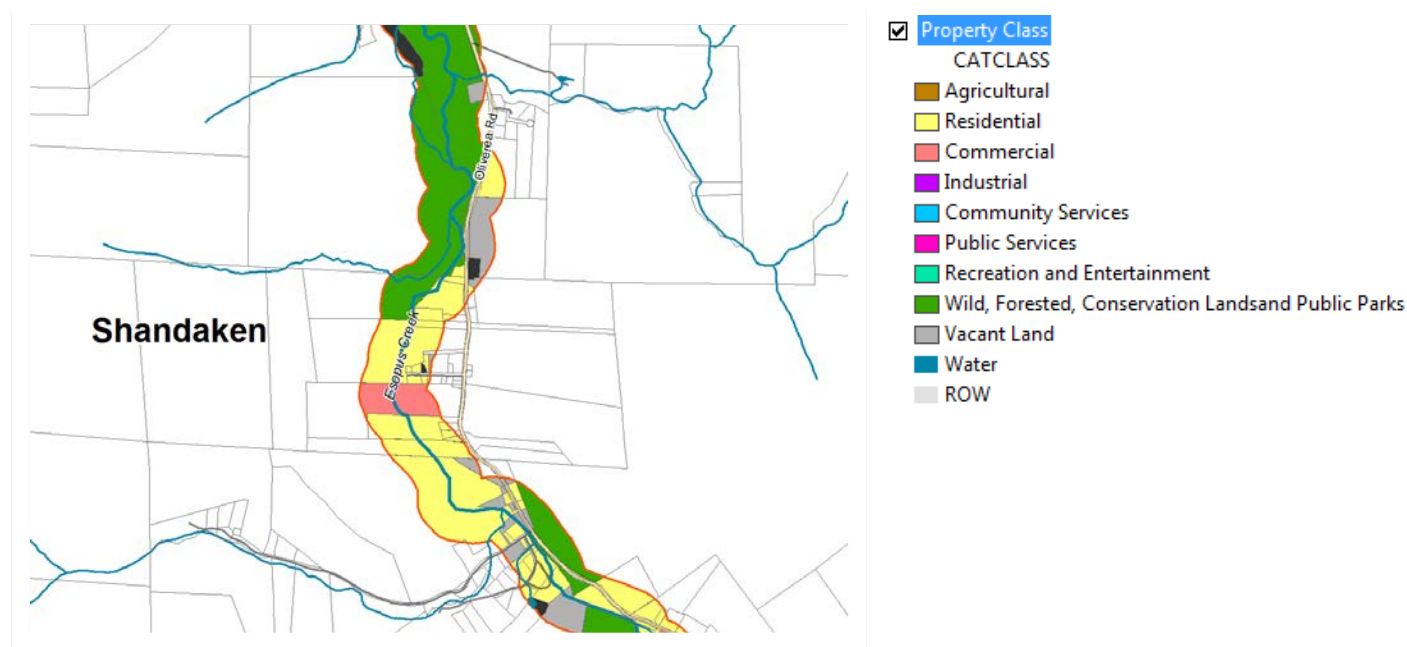 Oliverea Rd
Shandaken
Esopus Creek
Property Class
CATCLASS
Agricultural
Residential
Commercial
Industrial
Community Services
Public Services
Recreation and Entertainment
Wild, Forested, Conservation Landsand Public Parks
Vacant Land
Water
ROW